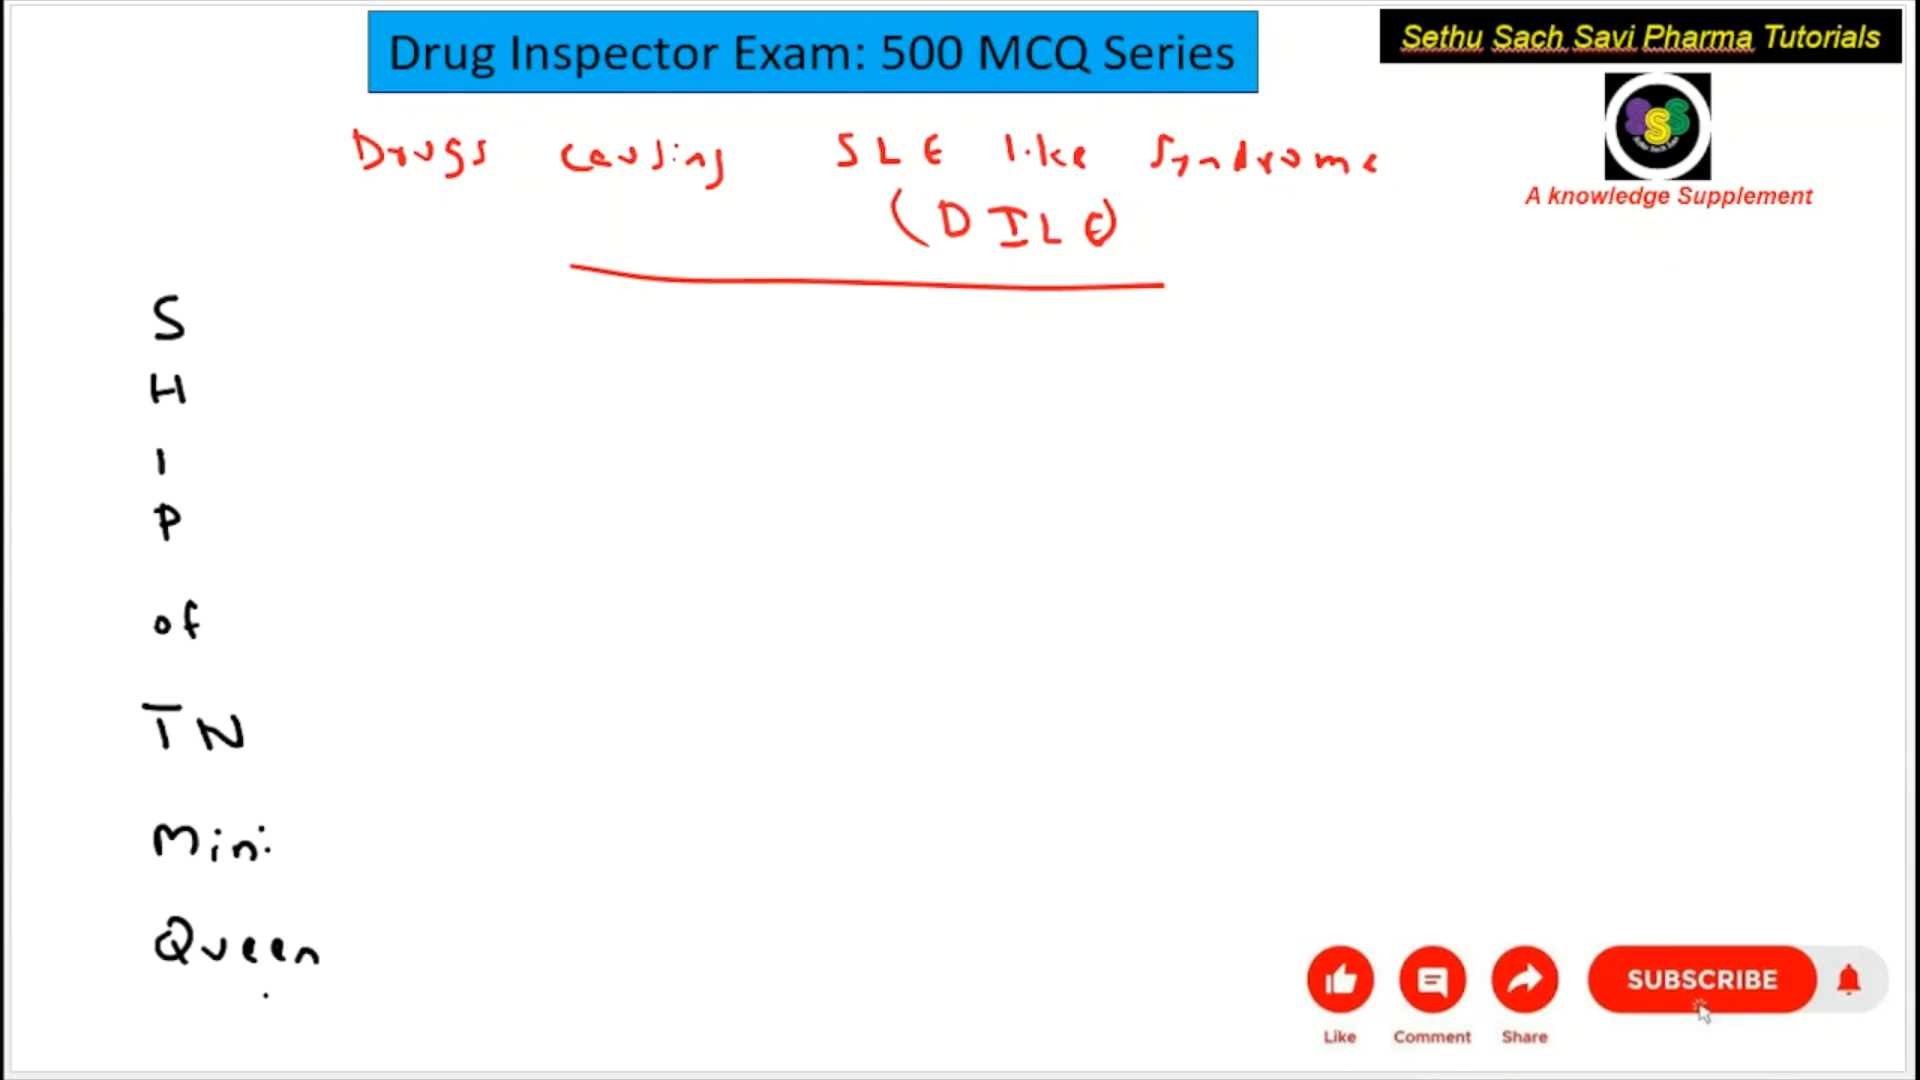 Drug Inspector Exam: 500 MCQ Series
Sethu Sach Savi Pharma Tutorials
SSS
A knowledge Supplement
Drugs causing SLE like Syndrome
(DILE)
S
H
I
P
of
TN
Mini
Queen
SUBSCRIBE
Like Comment Share